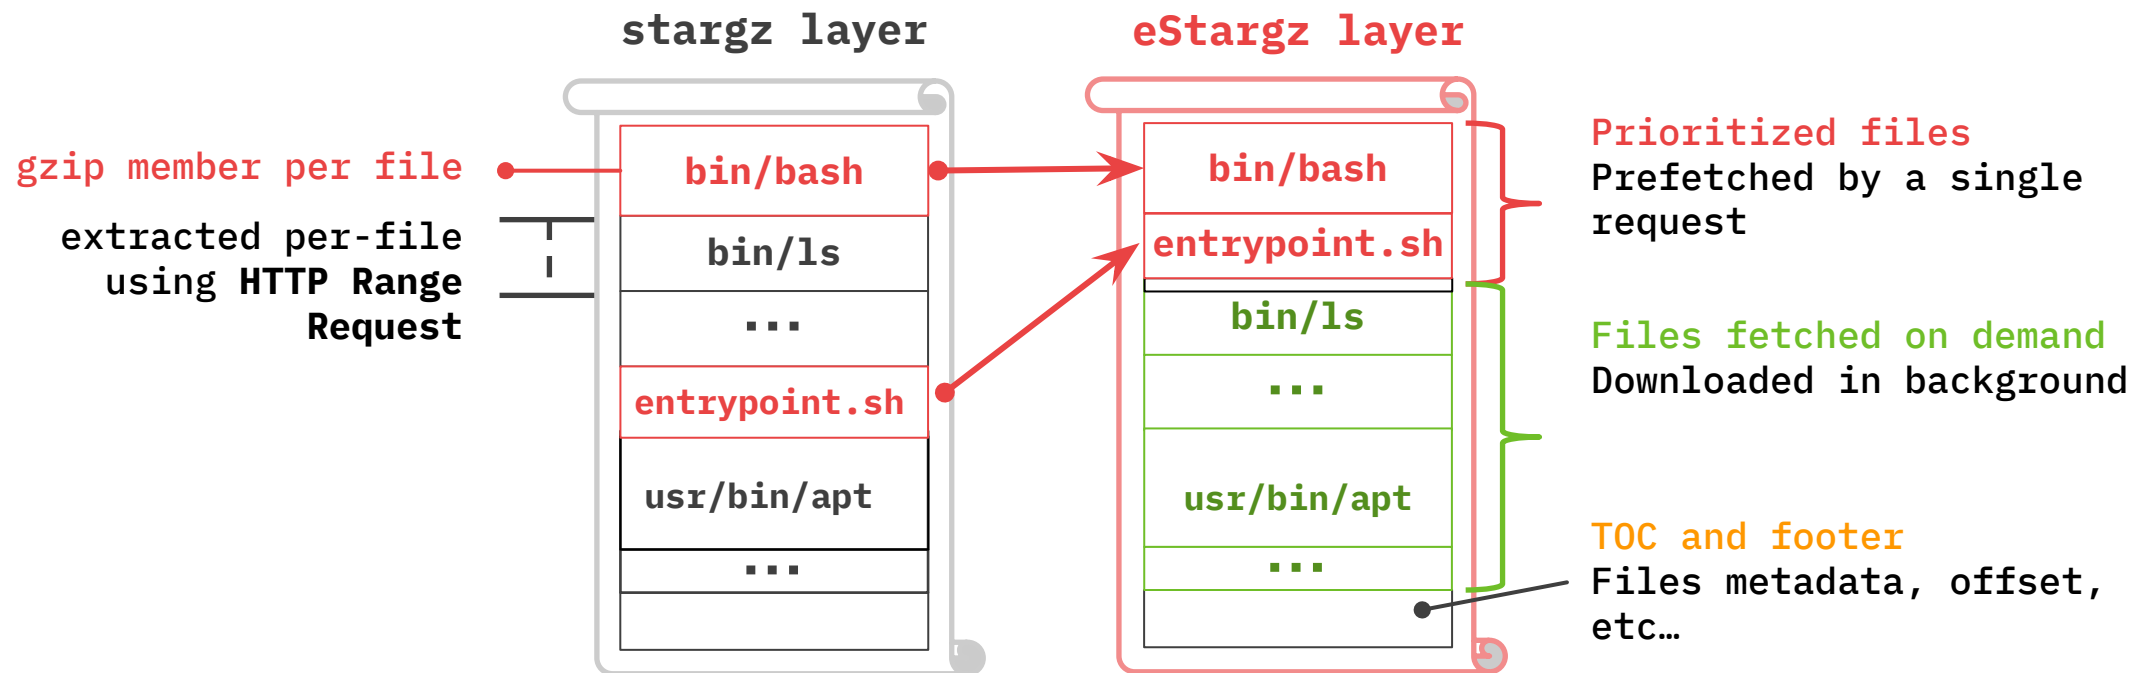 stargz layer
eStargz layer
gzip member per file
extracted per-file
using HTTP Range
Request
bin/bash
bin/ls
...
entrypoint.sh
usr/bin/apt
...
bin/bash
entrypoint.sh
bin/ls
...
usr/bin/apt
...
Prioritized files
Prefetched by a single
request
Files fetched on demand
Downloaded in background
TOC and footer
Files metadata, offset,
etc…